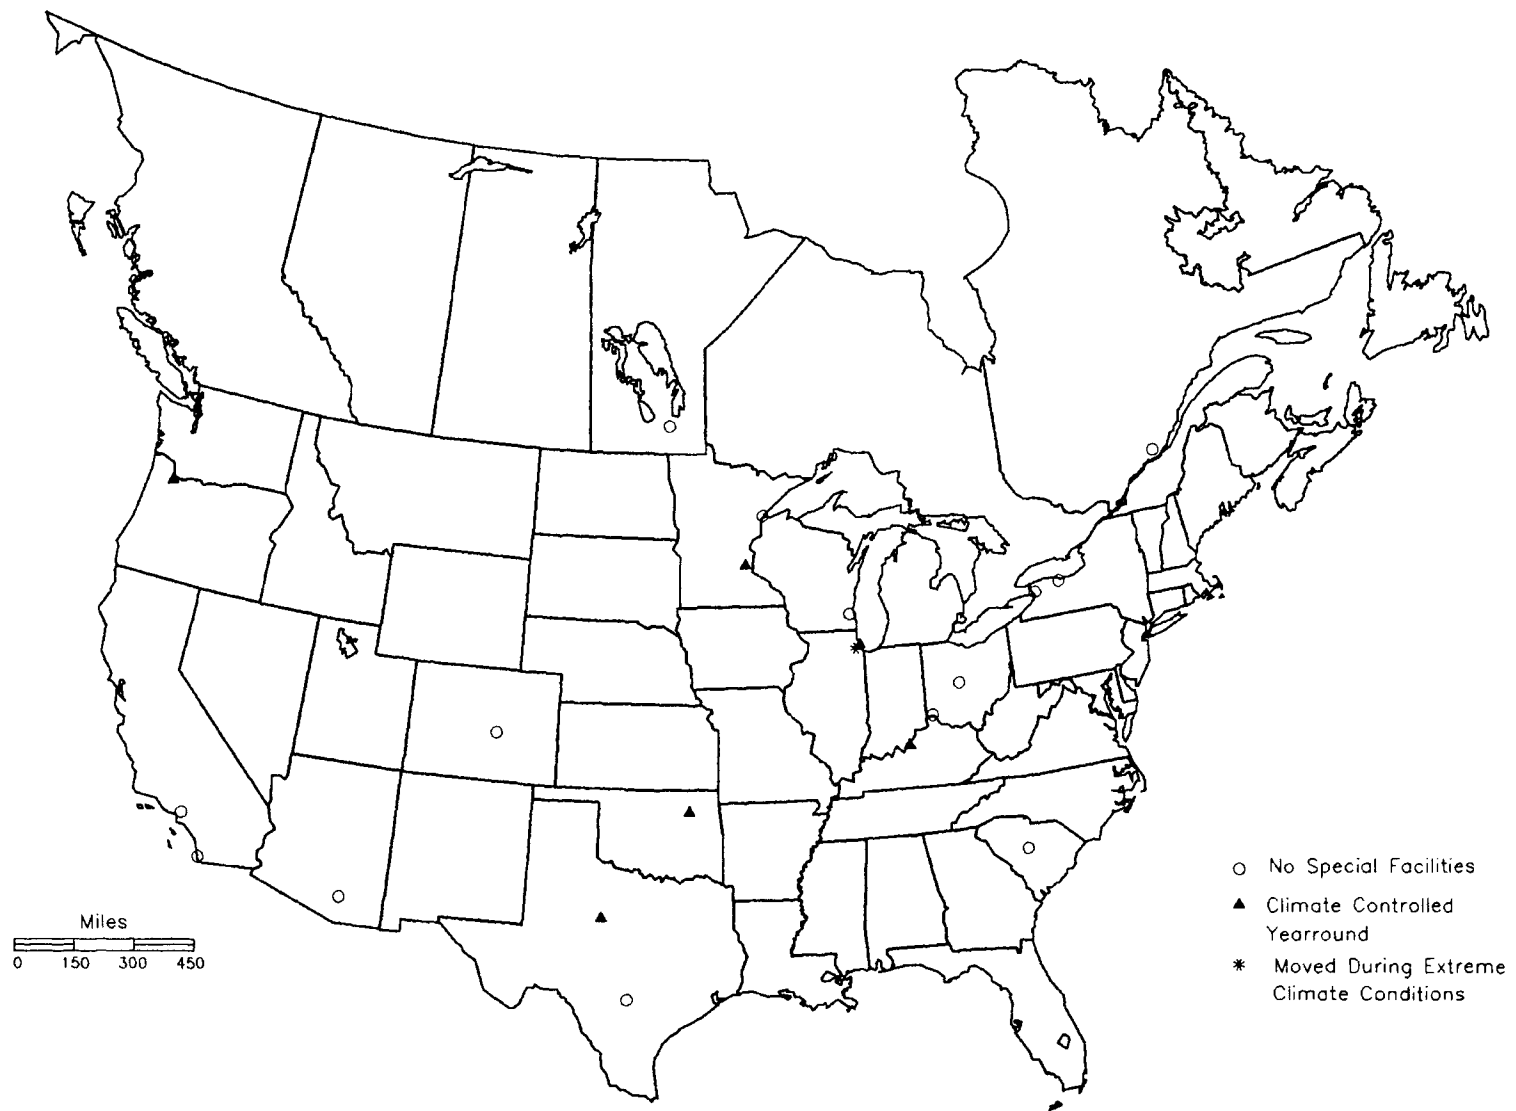 No Special Facilities
Climate Controlled
Yearround
Miles
Moved During Extreme
0 150 300 450
Climate Conditions